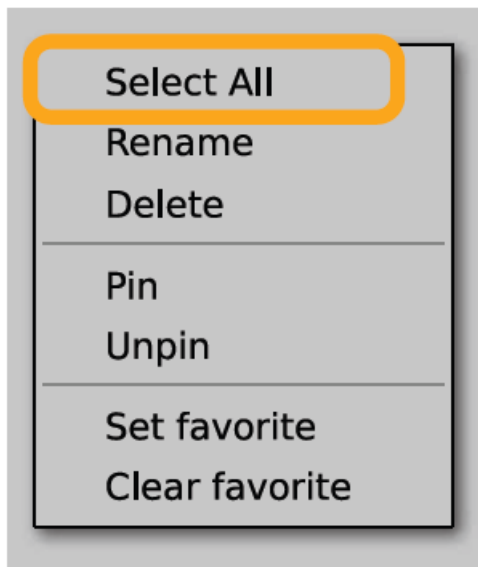 Select All
Rename
Delete
Pin
Unpin
Set favorite
Clear favorite